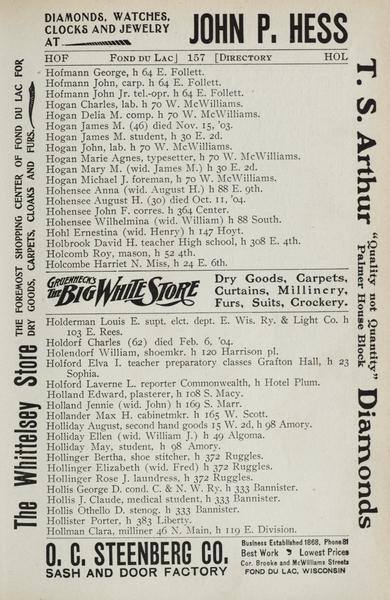 DIAMONDS, WATCHES,
CLOCKS AND JEWELRY
AT
JOHN P. HESS
HOF FOND DU LAC] 157 [DIRECTORY HOL
Hofmann George, h 64 E. Follett.
Hofmann John, carp. h 64 E. Follett.
Hofmann John Jr. tel.-opr. h 64 E. Follett.
Hogan Charles, lab. h 70 W. McWilliams.
Hogan Delia M. comp. h 70 W. McWilliams.
Hogan James M. (46) died Nov. 15, '03.
Hogan James M. student, h 30 E. 2d.
Hogan John, lab. h 70 W. McWilliams.
Hogan Marie Agnes, typesetter, h 70 W. McWilliams.
Hogan Mary M. (wid. James M.) h 30 E. 2d.
Hogan Michael J. foreman, h 70 W. McWilliams.
Hohensee Anna (wid. August H.) h 88 E. 9th.
Hohensee August H. (30) died Oct. 11, '04.
Hohensee John F. corres. h 364 Center.
Hohensee Wilhelmina (wid. William) h 88 South.
Hohl Ernestina (wid. Henry) h 147 Hoyt.
Holbrook David H. teacher High school, h 308 E. 4th.
Holcomb Roy, mason, h 52 4th.
Holcombe Harriet N. Miss, h 24 E. 6th.
GRUENHECK'S
THE BIG WHITE STORE
Dry Goods, Carpets,
Curtains, Millinery,
Furs, Suits, Crockery.
Holderman Louis E. supt. elct. dept. E. Wis. Ry. & Light Co. h
103 E. Rees.
Holdorf Charles (62) died Feb. 6, '04.
Holendorf William, shoemkr. h 120 Harrison pl.
Holford Elva I. teacher preparatory classes Grafton Hall, h 23
Sophia.
Holford Laverne L. reporter Commonwealth, h Hotel Plum.
Holland Edward, plasterer, h 108 S. Macy.
Holland Jennie (wid. John) h 169 S. Marr.
Hollander Max H. cabinetmkr. h 165 W. Scott.
Holliday August, second hand goods 15 W. 2d, h 98 Amory.
Holliday Ellen (wid. William J.) h 49 Algoma.
Holliday May, student, h 98 Amory.
Hollinger Bertha, shoe stitcher, h 372 Ruggles.
Hollinger Elizabeth (wid. Fred) h 372 Ruggles.
Hollinger Rose J. laundress, h 372 Ruggles.
Hollis George D. cond. C. & N. W. Ry. h 333 Bannister.
Hollis J. Claude, medical student, h 333 Bannister.
Hollis Othello D. stenog. h 333 Bannister.
Hollister Porter, h 383 Liberty.
Hollman Clara, milliner 46 N. Main, h 119 E. Division.
O. C. STEENBERG CO.
SASH AND DOOR FACTORY
Business Established 1868. Phone 81
Best Work Lowest Prices
Cor. Brooke and McWilliams Streets
FOND DU LAC, WISCONSIN
The Whittelsey Store
THE FOREMOST SHOPPING CENTER OF FOND DU LAC FOR
DRY GOODS, CARPETS, CLOAKS AND FURS.
T. S. Arthur
"Quality not Quantity"
Palmer House Block
Diamonds